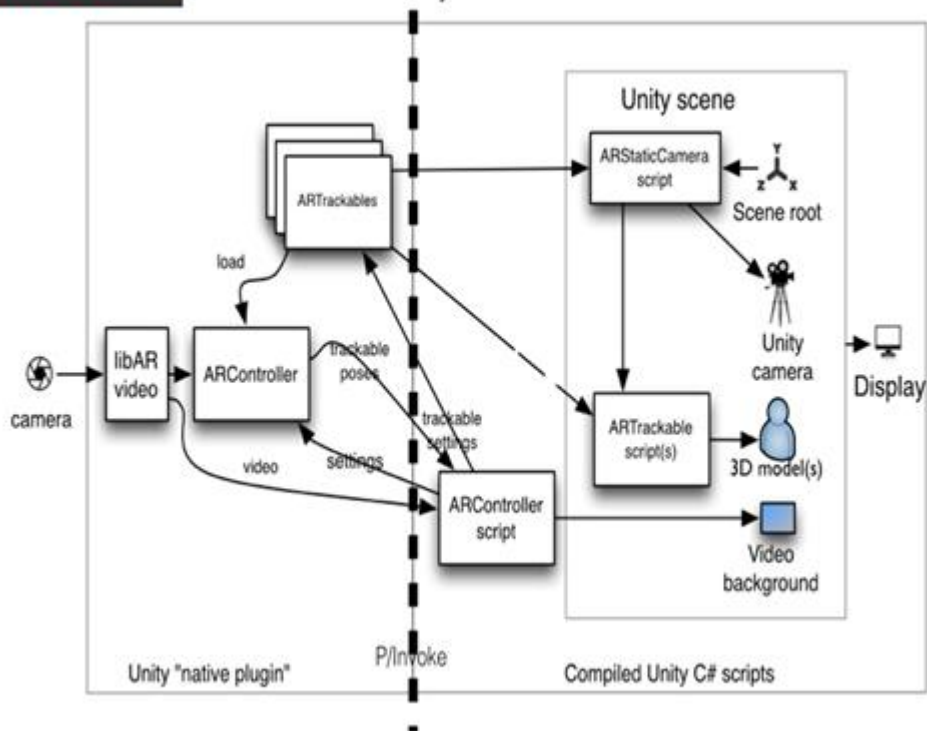 Unity scene
ARStaticCamera
script
Y
Z
X
Scene root
ARTrackables
load
libAR
video
ARController
trackable
poses
camera
Unity
camera
Display
trackable
settings
ARTrackable
script(s)
3D model(s)
video
settings
ARController
script
Video
background
P/Invoke
Unity "native plugin"
Compiled Unity C# scripts